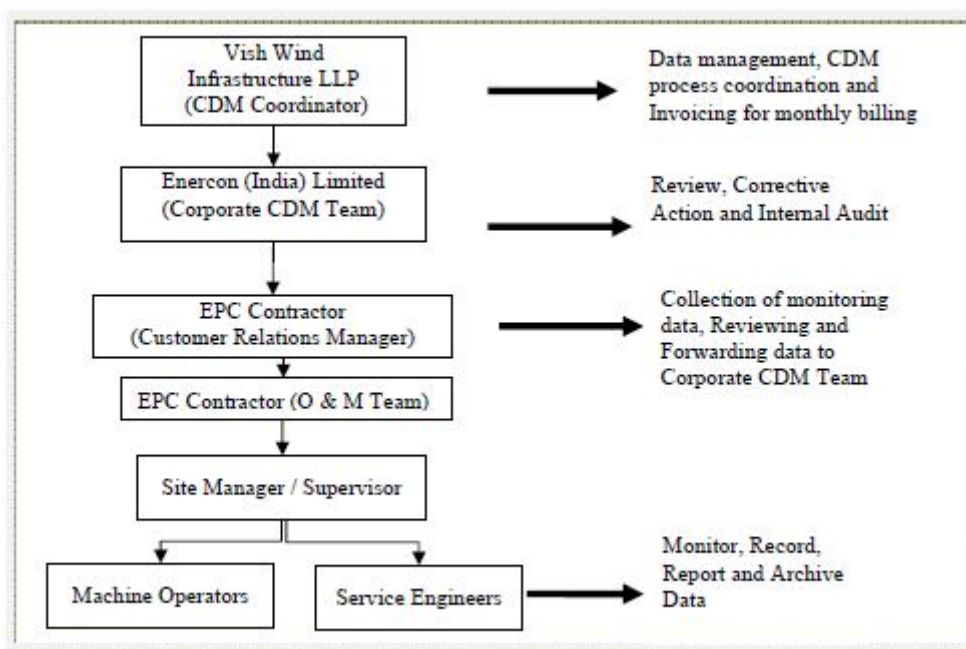 Vish Wind
Infrastructure LLP
(CDM Coordinator)
Data management, CDM
process coordination and
Invoicing for monthly billing
Enercon (India) Limited
(Corporate CDM Team)
Review, Corrective
Action and Internal Audit
EPC Contractor
(Customer Relations Manager)
Collection of monitoring
data, Reviewing and
Forwarding data to
Corporate CDM Team
EPC Contractor (O & M Team)
Site Manager / Supervisor
Machine Operators
Service Engineers
Monitor, Record,
Report and Archive
Data